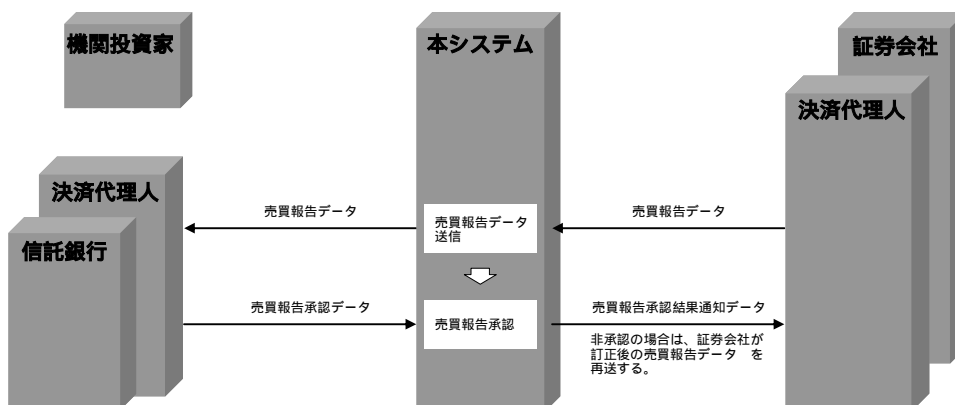 機関投資家
本システム
証券会社
決済代理人
決済代理人
信託銀行
売買報告データ
売買報告データ
送信
売買報告データ
売買報告承認データ
売買報告承認
売買報告承認結果通知データ
非承認の場合は、証券会社が
訂正後の売買報告データ　を
再送する。